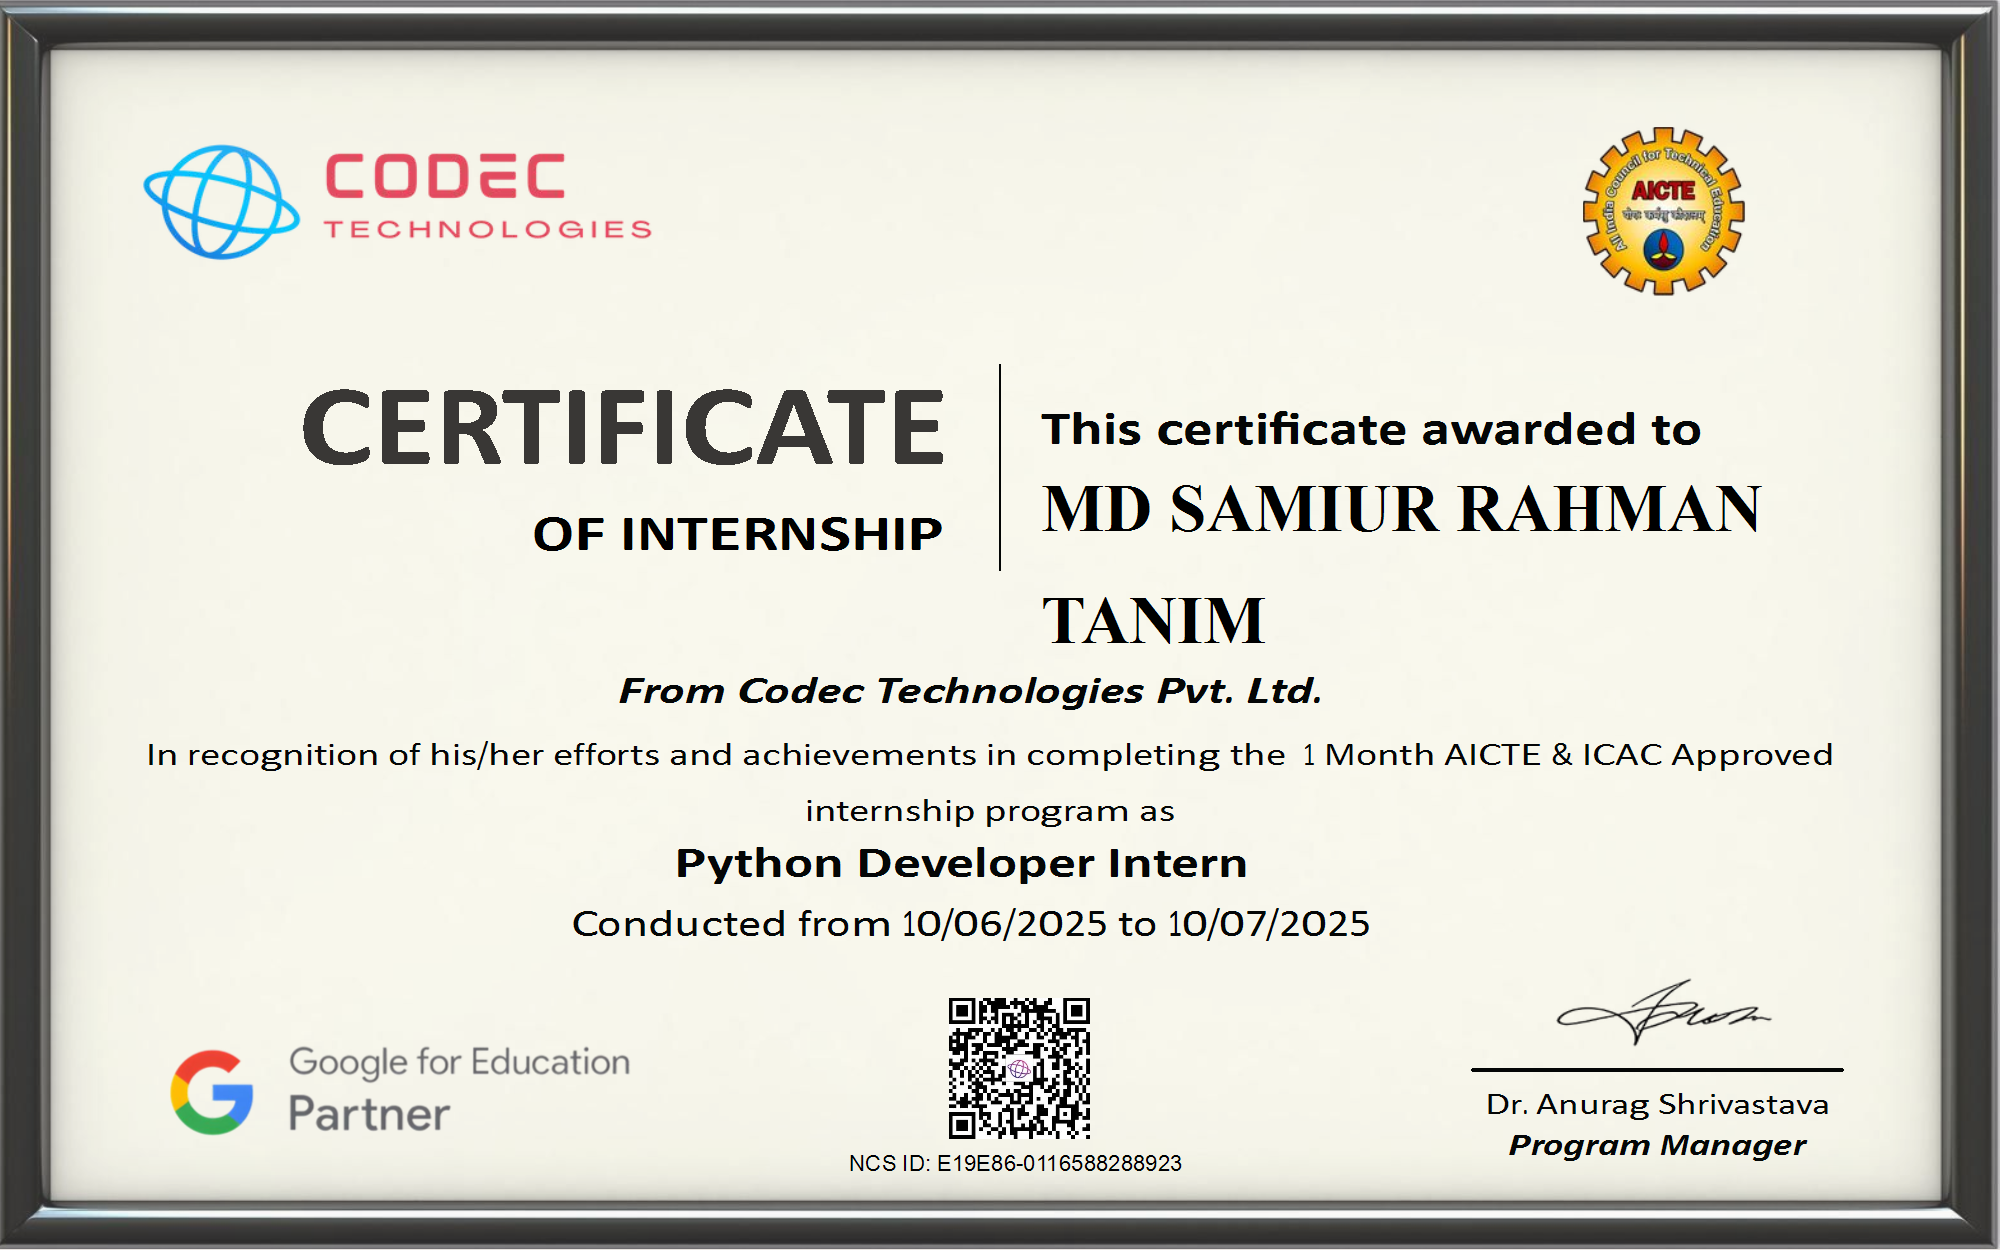 CODEC
TECHNOLOGIES
All India Council for Technical Education
AICTE
योगः कर्मसु कौशलम्
CERTIFICATE
OF INTERNSHIP
This certificate awarded to
MD SAMIUR RAHMAN
TANIM
From Codec Technologies Pvt. Ltd.
In recognition of his/her efforts and achievements in completing the 1 Month AICTE & ICAC Approved
internship program as
Python Developer Intern
Conducted from 10/06/2025 to 10/07/2025
Google for Education
Partner
NCS ID: E19E86-0116588288923
Dr. Anurag Shrivastava
Program Manager